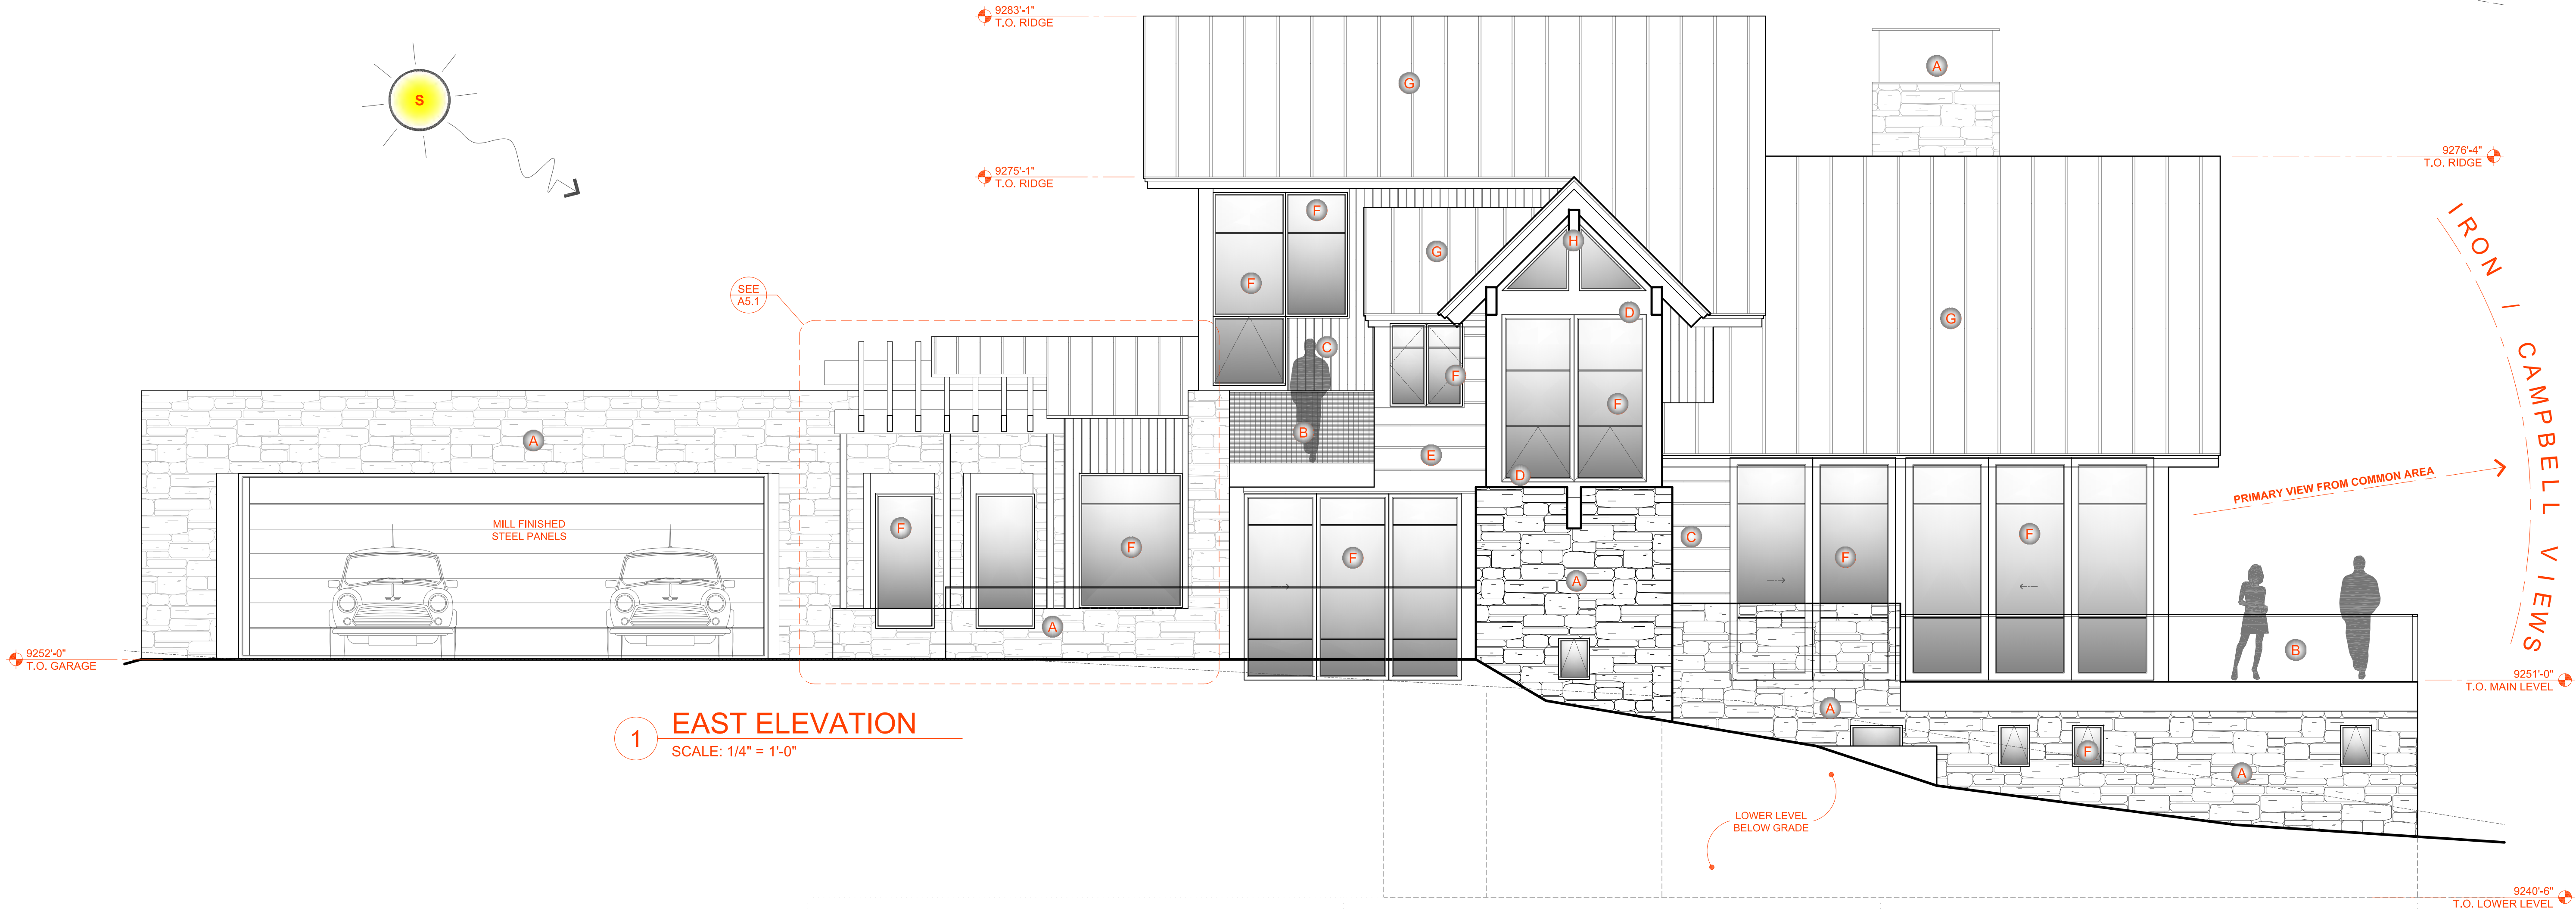 9283'-1"
T.O. RIDGE
A
G
S
9276'-4"
T.O. RIDGE
9275'-1"
T.O. RIDGE
F
H
G
F
SEE
A5.1
D
G
C
F
F
IRON / CAMPBELL VIEWS
B
A
E
D
PRIMARY VIEW FROM COMMON AREA
MILL FINISHED
STEEL PANELS
F
F
F
C
F
F
A
A
B
9252'-0"
T.O. GARAGE
9251'-0"
T.O. MAIN LEVEL
A
1
EAST ELEVATION
SCALE: 1/4" = 1'-0"
F
A
LOWER LEVEL
BELOW GRADE
9240'-6"
T.O. LOWER LEVEL